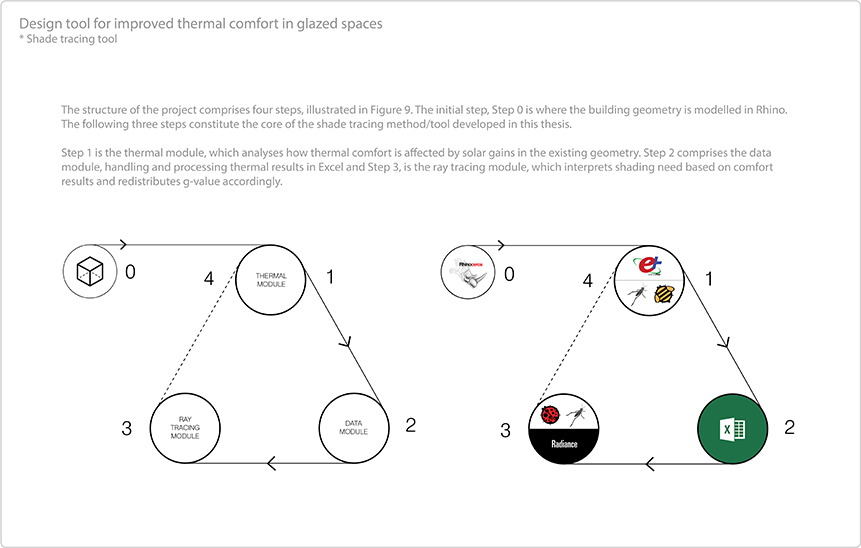 Design tool for improved thermal comfort in glazed spaces
* Shade tracing tool
The structure of the project comprises four steps, illustrated in Figure 9. The initial step, Step 0 is where the building geometry is modelled in Rhino.
The following three steps constitute the core of the shade tracing method/tool developed in this thesis.
Step 1 is the thermal module, which analyses how thermal comfort is affected by solar gains in the existing geometry. Step 2 comprises the data
module, handling and processing thermal results in Excel and Step 3, is the ray tracing module, which interprets shading need based on comfort
results and redistributes g-value accordingly.
0
4
THERMAL
MODULE
1
3
RAY
TRACING
MODULE
DATA
MODULE
2
Rhinoceros
0
4
e+
1
3
Radiance
X
2